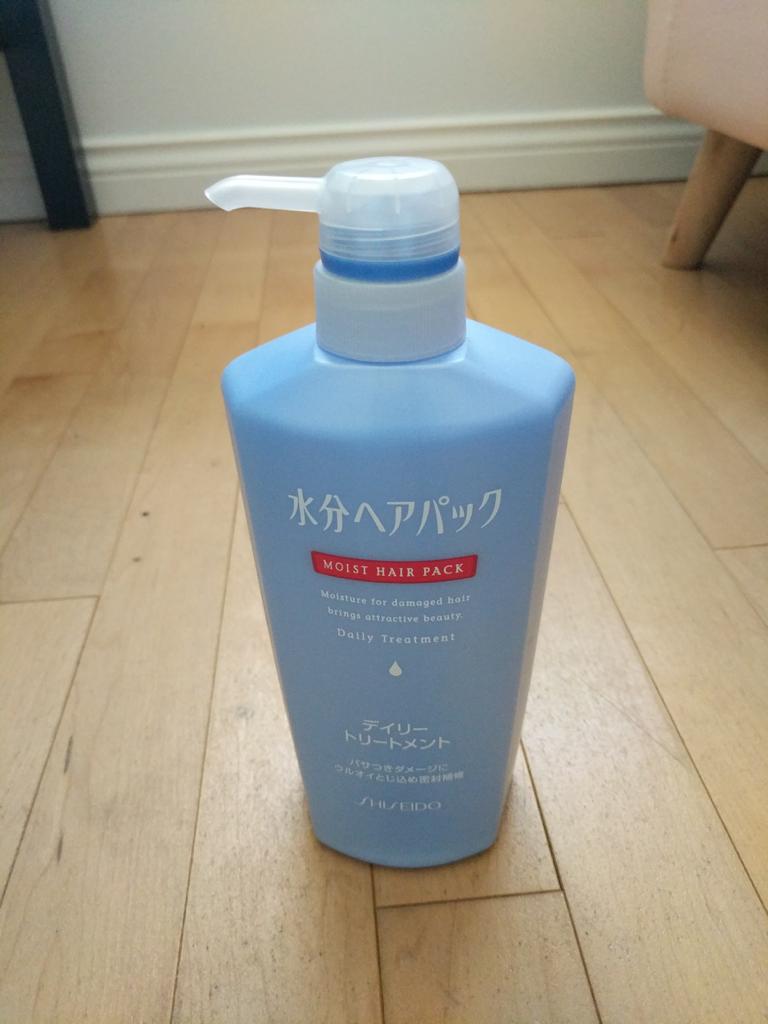 水分ヘアパック
MOIST HAIR PACK
Moisture for damaged hair
brings attractive beauty.
Daily Treatment
デイリー
トリートメント
パサつきダメージに
ウルオイとじ込め密封補修
SHISEIDO